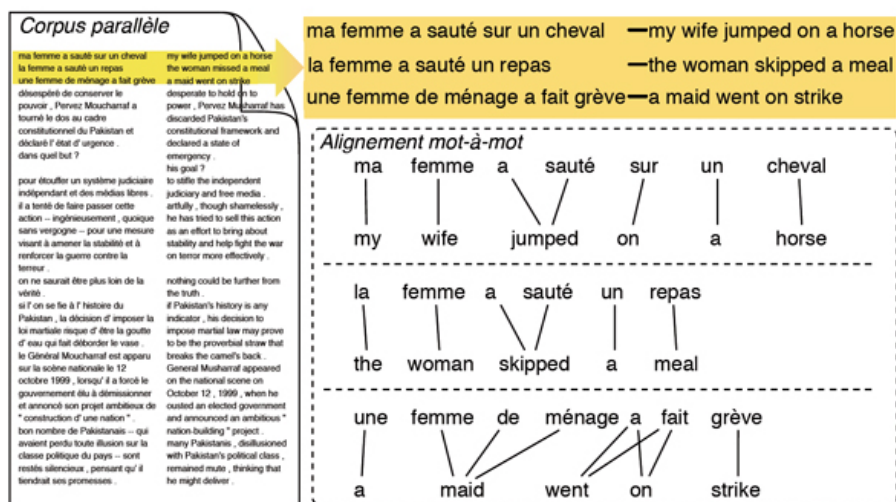 Corpus parallèle
ma femme a sauté sur un cheval
la femme a sauté un repas
une femme de ménage a fait grève
désespéré de conserver le
pouvoir , Pervez Moucharraf a
tourné le dos au cadre
constitutionnel du Pakistan et
déclaré l' état d' urgence .
dans quel but ?
pour étouffer un système judiciaire
indépendant et des médias libres .
il a tenté de faire passer cette
action -- ingénieusement , quoique
sans vergogne -- pour une mesure
visant à amener la stabilité et à
renforcer la guerre contre la
terreur .
on ne saurait être plus loin de la
vérité .
si l' on se fie à l' histoire du
Pakistan , la décision d' imposer la
loi martiale risque d' être la goutte
d' eau qui fait déborder le vase .
le Général Moucharraf est apparu
sur la scène nationale le 12
octobre 1999 , lorsqu' il a forcé le
gouvernement élu à démissionner
et annoncé son projet ambitieux de
" construction d' une nation " .
bon nombre de Pakistanais -- qui
avaient perdu toute illusion sur la
classe politique du pays -- sont
restés silencieux , pensant qu' il
tiendrait ses promesses .
my wife jumped on a horse
the woman missed a meal
a maid went on strike
desperate to hold on to
power , Pervez Musharraf has
discarded Pakistan's
constitutional framework and
declared a state of
emergency .
his goal ?
to stifle the independent
judiciary and free media .
artfully , though shamelessly ,
he has tried to sell this action
as an effort to bring about
stability and help fight the war
on terror more effectively .
nothing could be further from
the truth .
if Pakistan's history is any
indicator , his decision to
impose martial law may prove
to be the proverbial straw that
breaks the camel's back .
General Musharraf appeared
on the national scene on
October 12 , 1999 , when he
ousted an elected government
and announced an ambitious "
nation-building " project .
many Pakistanis , disillusioned
with Pakistan's political class ,
remained mute , thinking that
he might deliver .
ma femme a sauté sur un cheval — my wife jumped on a horse
la femme a sauté un repas — the woman skipped a meal
une femme de ménage a fait grève — a maid went on strike
Alignement mot-à-mot
ma femme a sauté sur un cheval
my wife jumped on a horse
la femme a sauté un repas
the woman skipped a meal
une femme de ménage a fait grève
a maid went on strike